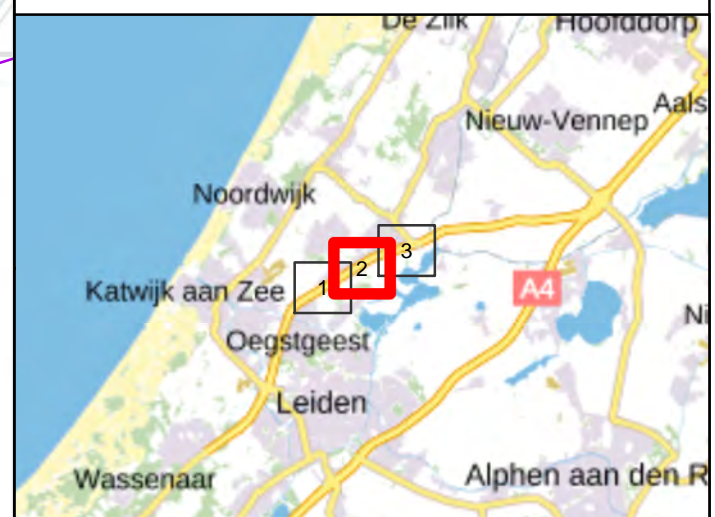 De Zilk
Hoofddorp
Aals
Nieuw-Vennep
Noordwijk
3
2
1
Katwijk aan Zee
A4
Ni
Oegstgeest
Leiden
Wassenaar
Alphen aan den R